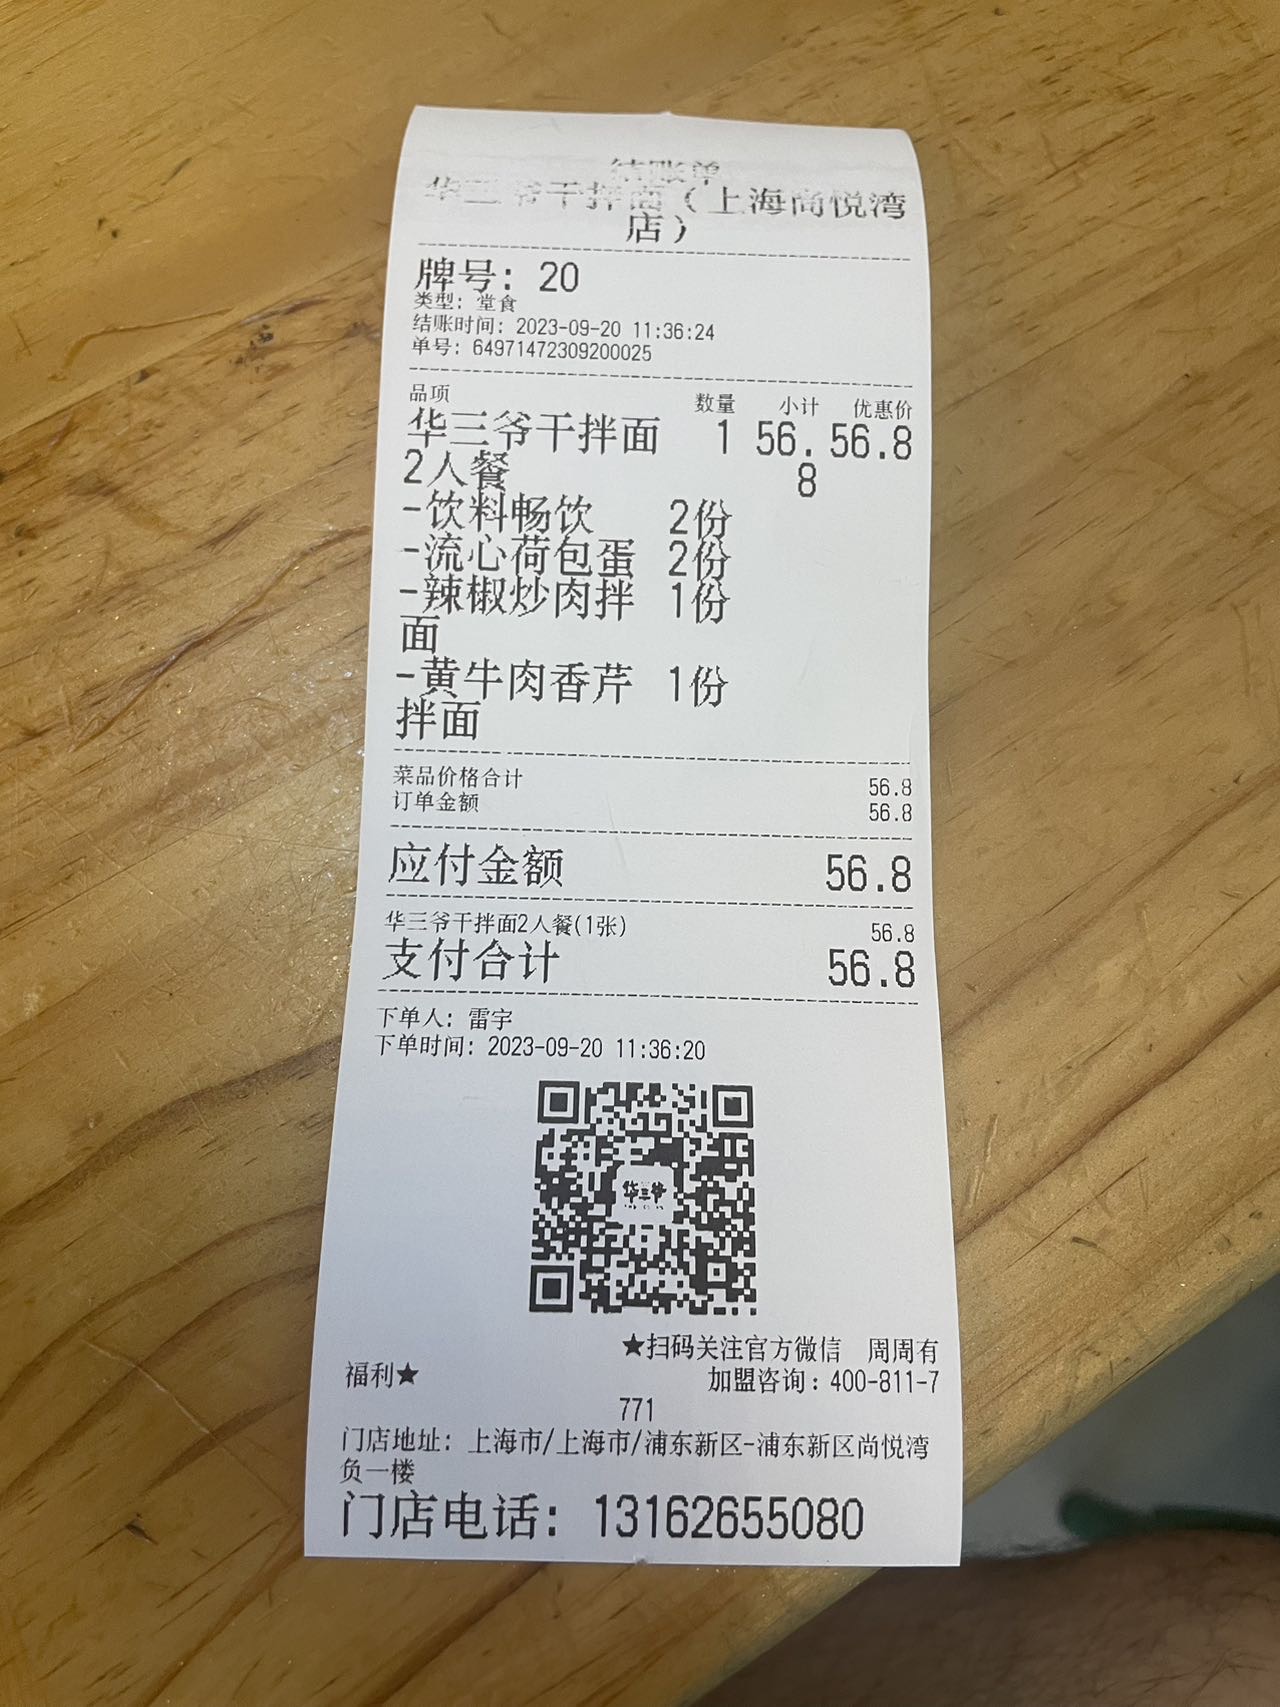 结账单
华三爷干拌面（上海尚悦湾
店）
牌号：20
类型：堂食
结账时间：2023-09-20 11:36:24
单号：64971472309200025
品项 数量 小计 优惠价
华三爷干拌面 1 56. 56.8
2人餐 8
-饮料畅饮 2份
-流心荷包蛋 2份
-辣椒炒肉拌 1份
面
-黄牛肉香芹 1份
拌面
菜品价格合计 56.8
订单金额 56.8
应付金额 56.8
华三爷干拌面2人餐(1张) 56.8
支付合计 56.8
下单人：雷宇
下单时间：2023-09-20 11:36:20
华三爷
★扫码关注官方微信 周周有
福利★ 加盟咨询：400-811-7
771
门店地址：上海市/上海市/浦东新区-浦东新区尚悦湾
负一楼
门店电话：13162655080